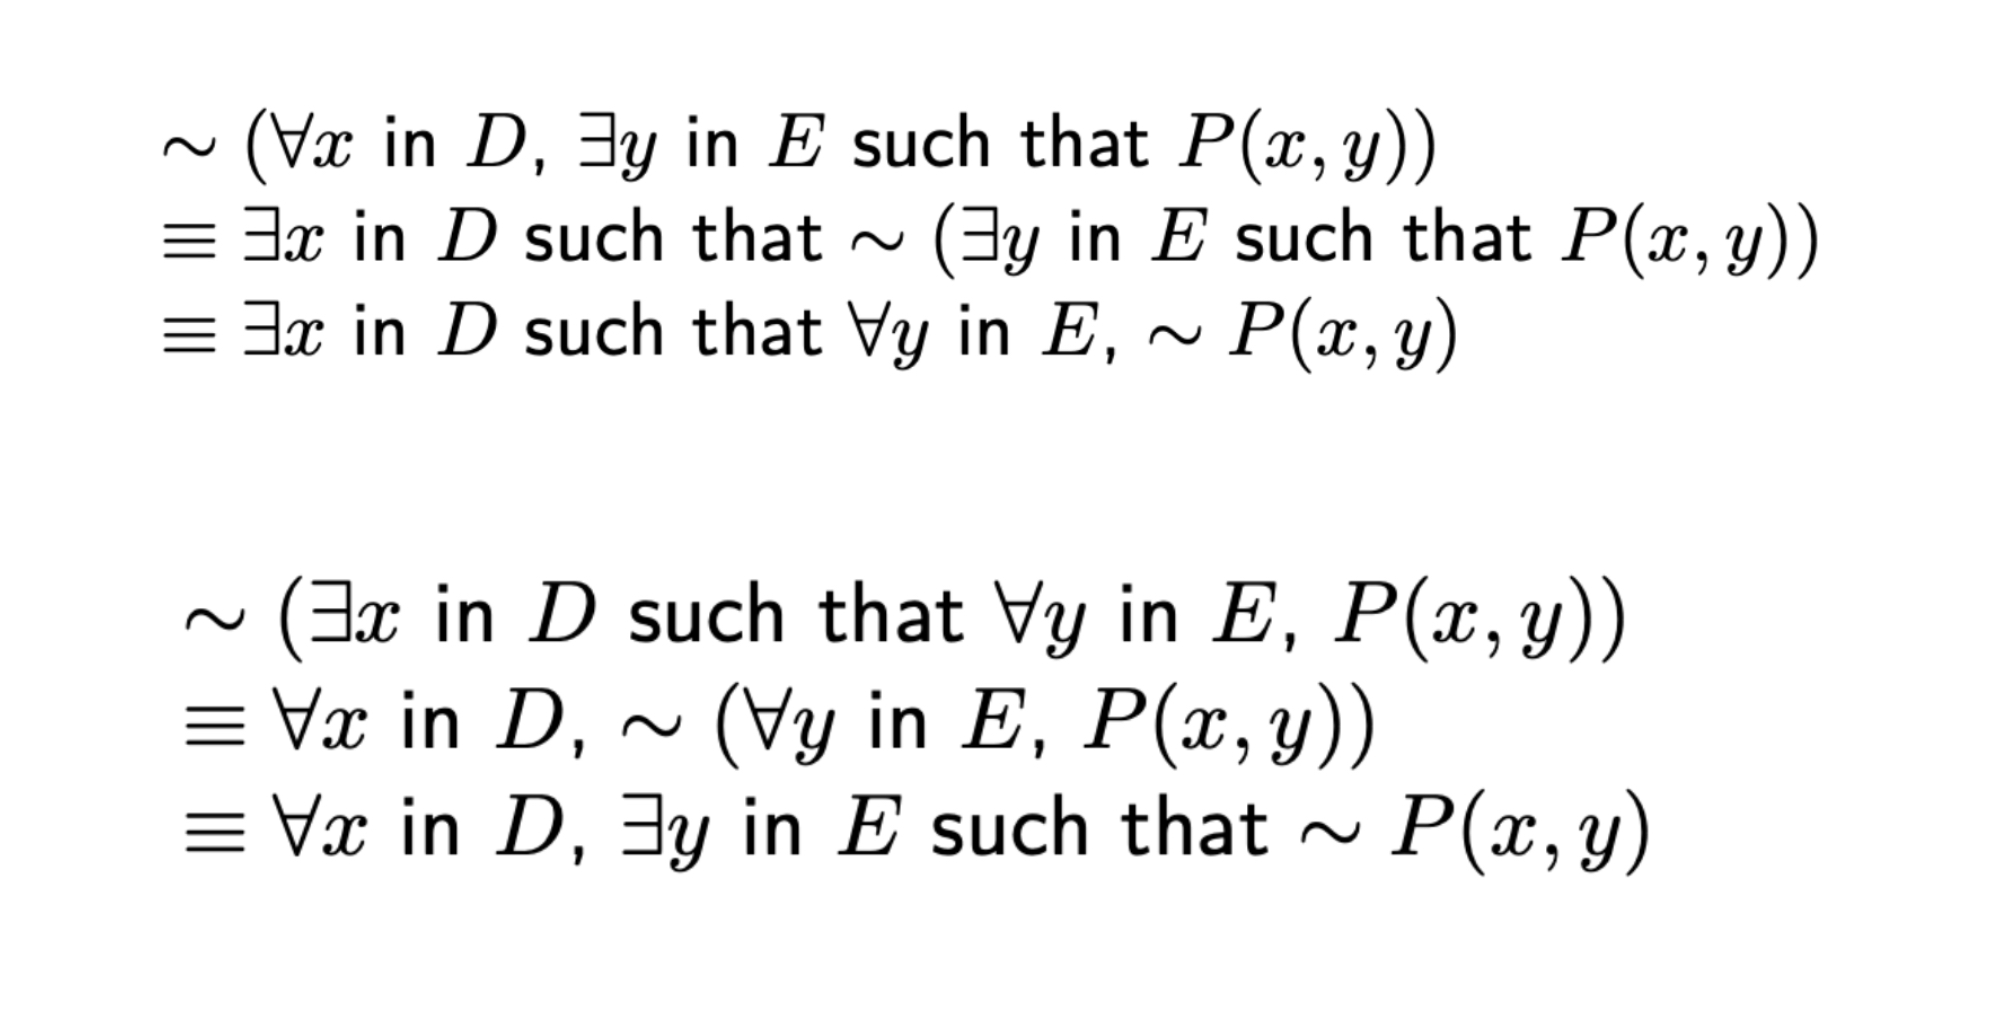 ∼ (∀x in D, ∃y in E such that P(x, y))
≡ ∃x in D such that ∼ (∃y in E such that P(x, y))
≡ ∃x in D such that ∀y in E, ∼ P(x, y)
∼ (∃x in D such that ∀y in E, P(x, y))
≡ ∀x in D, ∼ (∀y in E, P(x, y))
≡ ∀x in D, ∃y in E such that ∼ P(x, y)